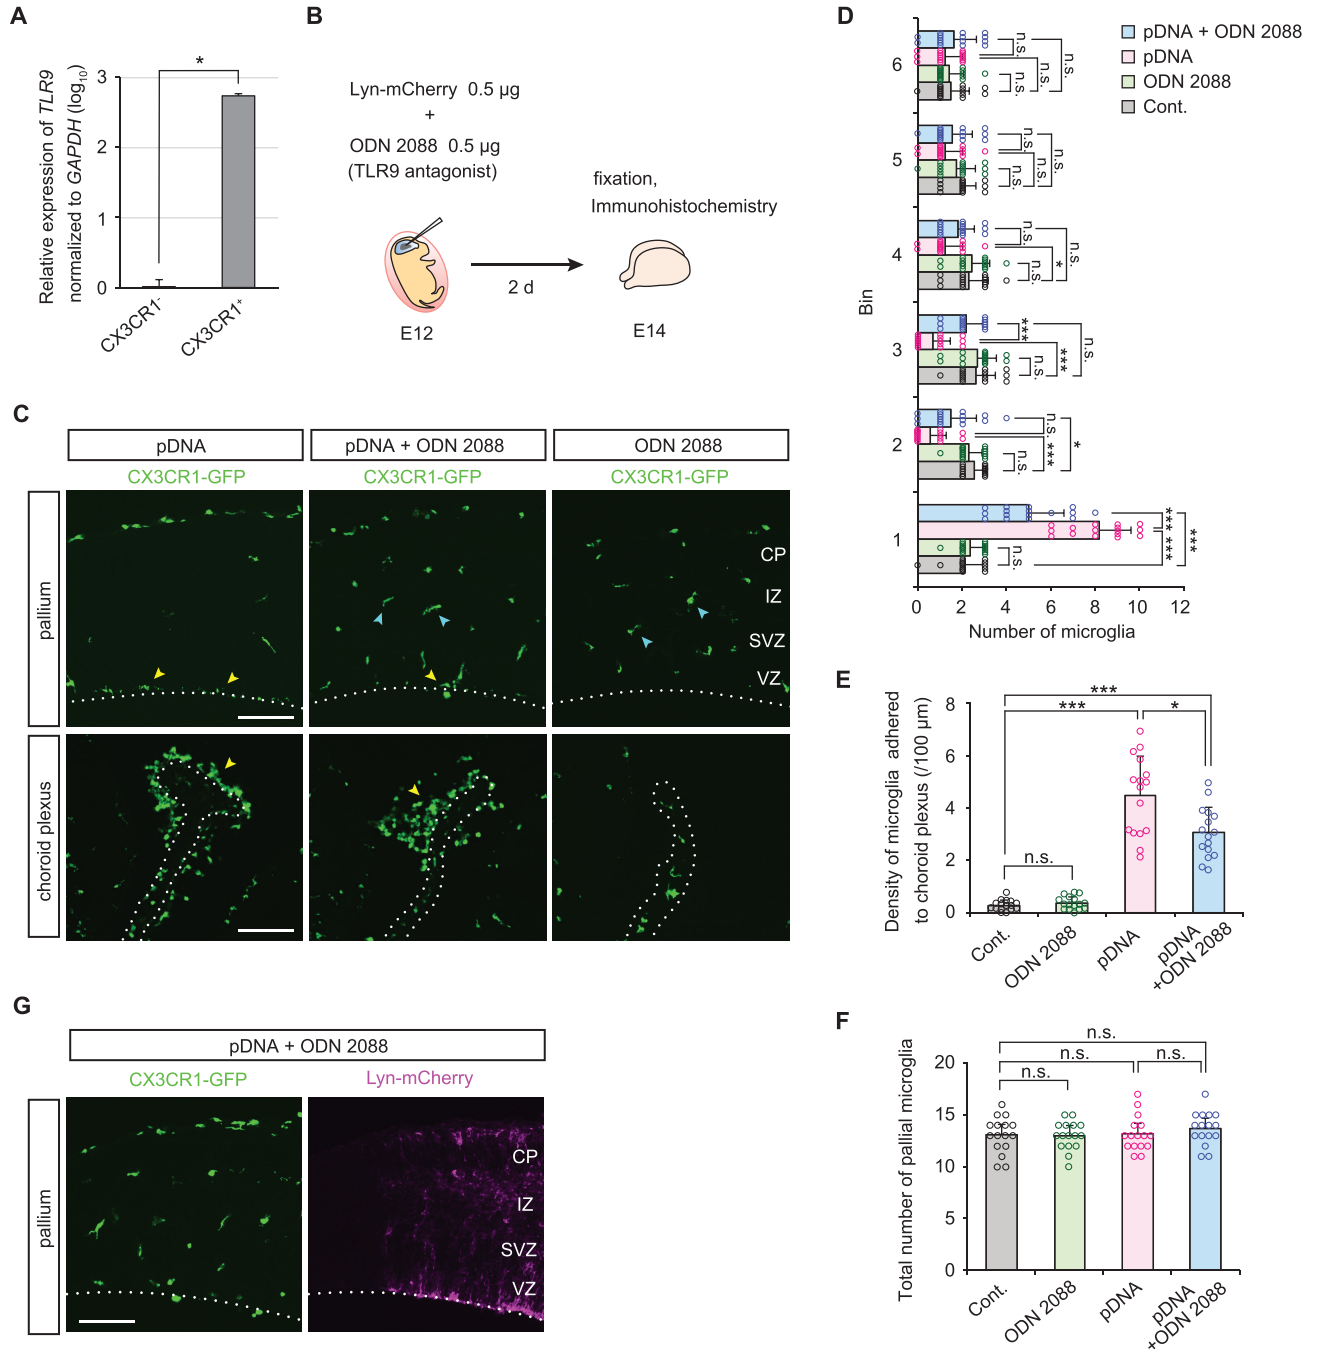 A
Relative expression of TLR9
normalized to GAPDH (log10)
3
2
1
0
*
CX3CR1-
CX3CR1+
B
Lyn-mCherry 0.5 µg
+
ODN 2088 0.5 µg
(TLR9 antagonist)
fixation,
Immunohistochemistry
2 d
E12
E14
C
pDNA
pDNA + ODN 2088
ODN 2088
CX3CR1-GFP
CX3CR1-GFP
CX3CR1-GFP
pallium
CP
IZ
SVZ
VZ
choroid plexus
D
pDNA + ODN 2088
pDNA
ODN 2088
Cont.
Bin
6
n.s.
n.s.
n.s.
n.s.
5
n.s.
n.s.
n.s.
n.s.
4
n.s.
n.s.
*
n.s.
3
***
n.s.
***
n.s.
2
n.s.
*
***
n.s.
1
***
***
***
n.s.
0 2 4 6 8 10 12
Number of microglia
E
Density of microglia adhered
to choroid plexus (/100 µm)
8
6
4
2
0
***
***
*
n.s.
Cont.
ODN 2088
pDNA
pDNA
+ODN 2088
F
Total number of pallial microglia
20
15
10
5
0
n.s.
n.s.
n.s.
n.s.
Cont.
ODN 2088
pDNA
pDNA
+ODN 2088
G
pDNA + ODN 2088
CX3CR1-GFP
Lyn-mCherry
pallium
CP
IZ
SVZ
VZ